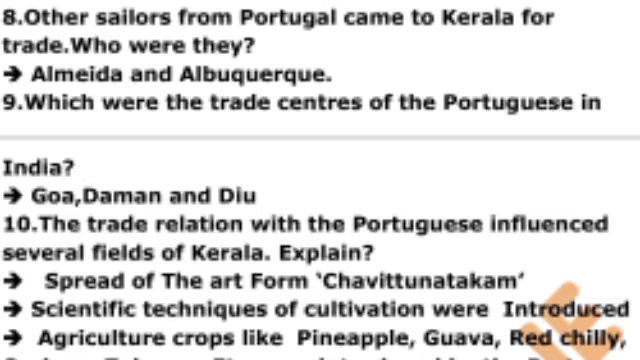 8.Other sailors from Portugal came to Kerala for
trade.Who were they?
➔ Almeida and Albuquerque.
9.Which were the trade centres of the Portuguese in
India?
➔ Goa,Daman and Diu
10.The trade relation with the Portuguese influenced
several fields of Kerala. Explain?
➔ Spread of The art Form ‘Chavittunatakam’
➔ Scientific techniques of cultivation were Introduced
➔ Agriculture crops like Pineapple, Guava, Red chilly,